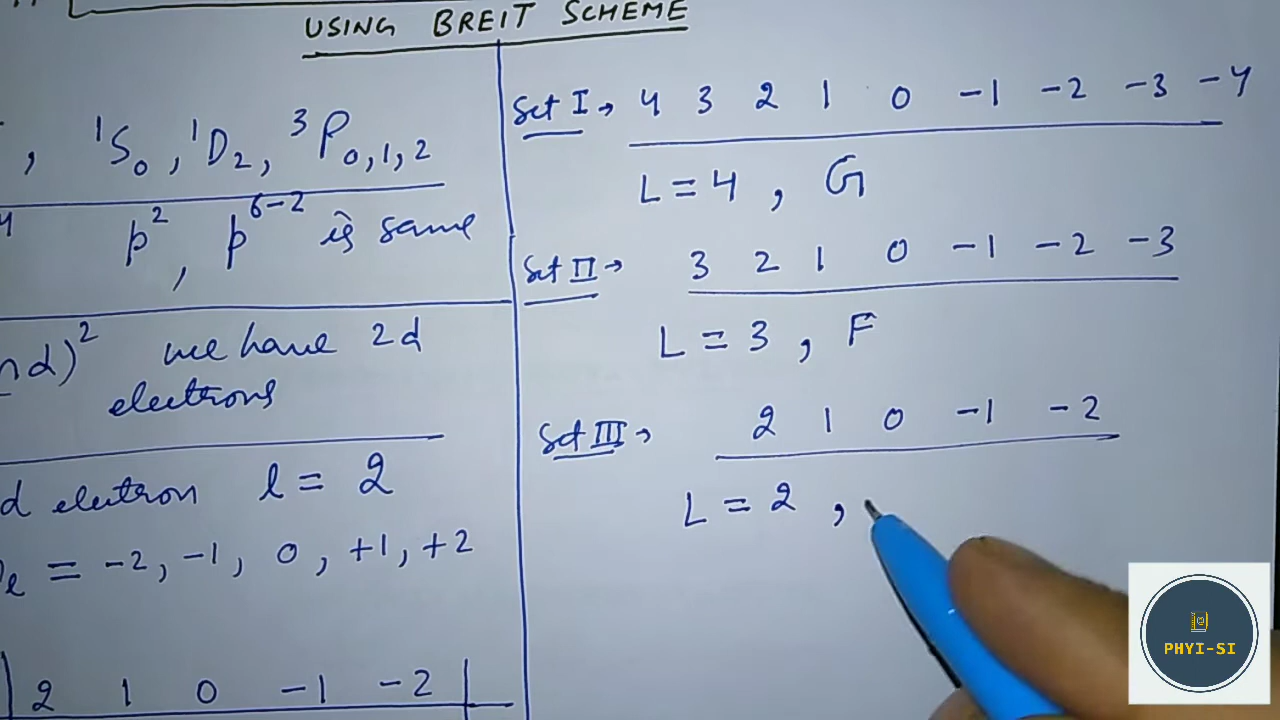 USING BREIT SCHEME
, ¹S₀, ¹D₂, ³P₀,₁,₂
4 p², p⁶⁻² is same
nd)² we have 2d
electrons
d electron l = 2
= -2, -1, 0, +1, +2
2 1 0 -1 -2
Set I → 4 3 2 1 0 -1 -2 -3 -4
L = 4, G
Set II → 3 2 1 0 -1 -2 -3
L = 3, F
Set III → 2 1 0 -1 -2
L = 2,
PHYI-SI